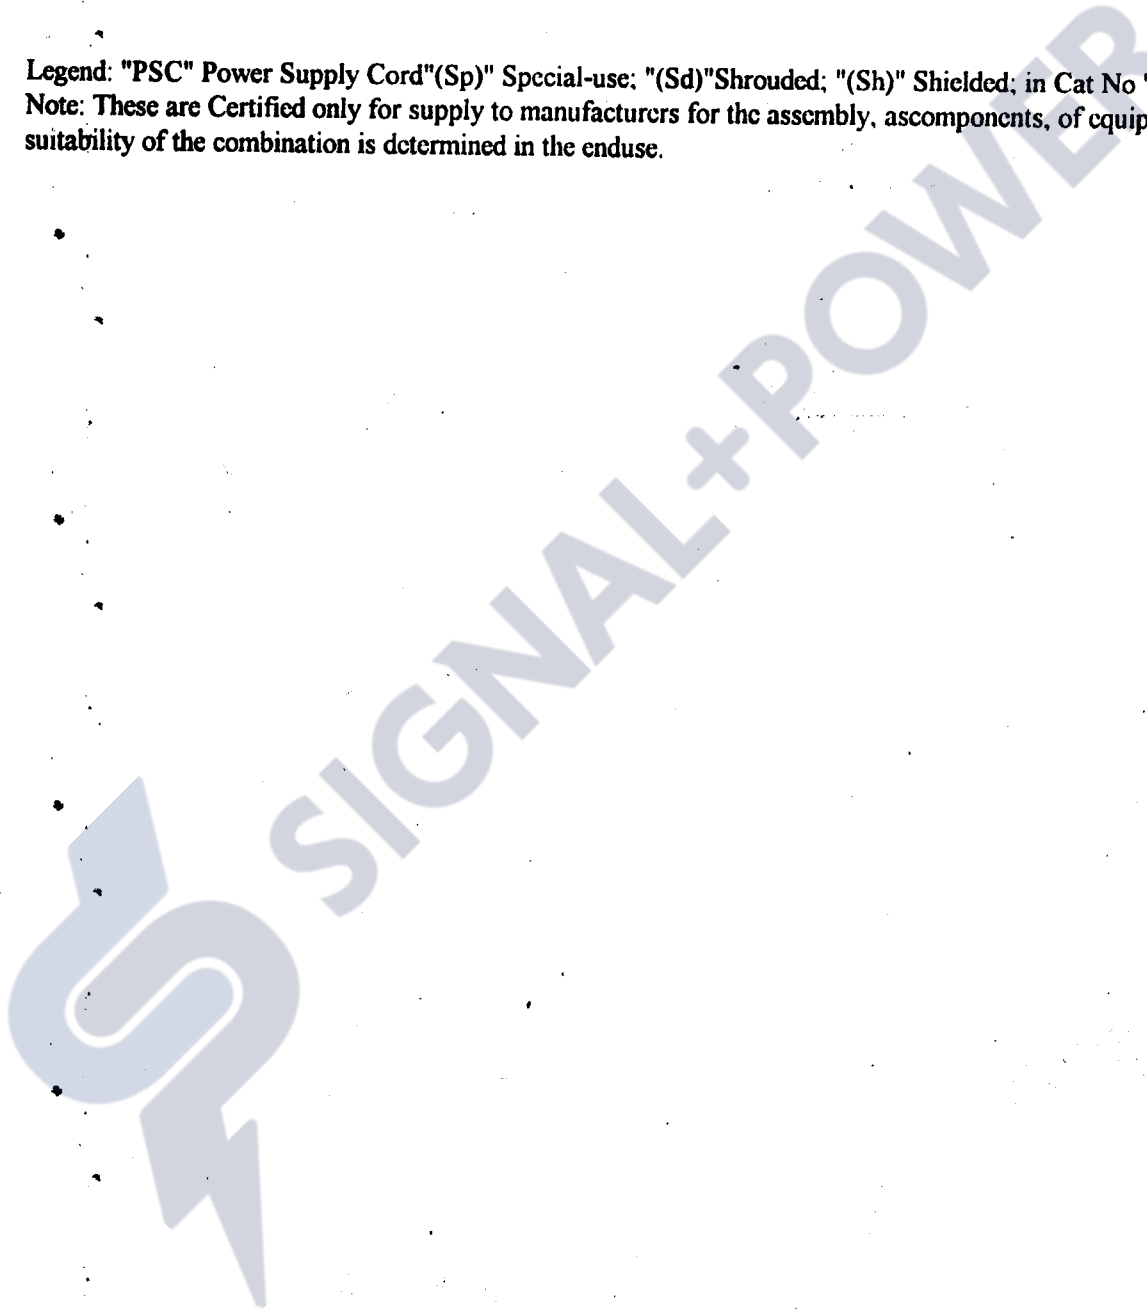 Legend: "PSC" Power Supply Cord"(Sp)" Special-use; "(Sd)"Shrouded; "(Sh)" Shielded; in Cat No "
Note: These are Certified only for supply to manufacturers for the assembly, ascomponents, of equip
suitability of the combination is determined in the enduse.
SIGNAL+POWER